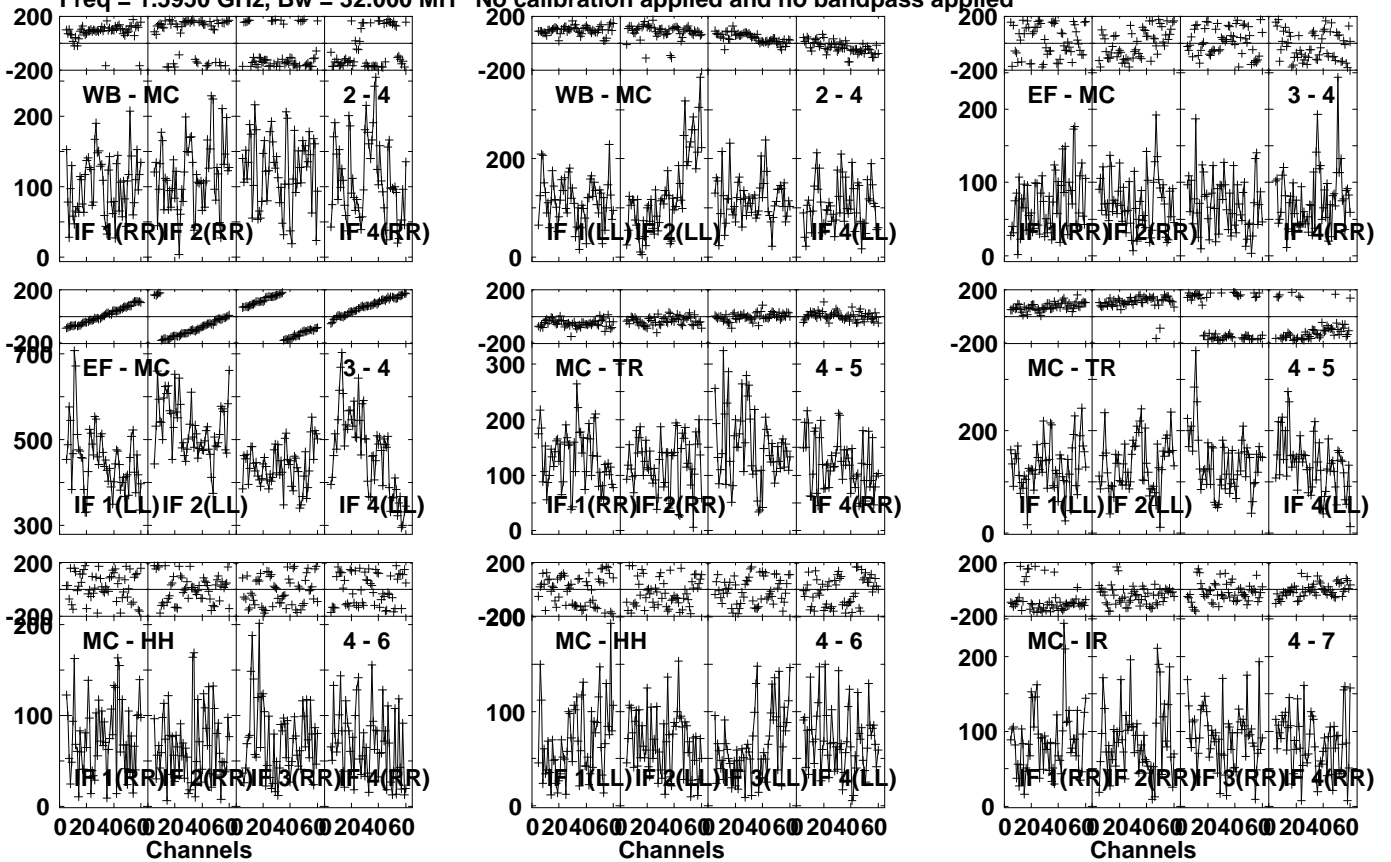 Freq = 1.5950 GHz, Bw = 32.000 MH No calibration applied and no bandpass applied
200
-200
WB - MC 2 - 4
200
100
0
IF 1(RR) IF 2(RR) IF 4(RR)
200
-200
WB - MC 2 - 4
200
0
IF 1(LL) IF 2(LL) IF 4(LL)
200
-200
EF - MC 3 - 4
200
100
0
IF 1(RR) IF 2(RR) IF 4(RR)
200
-200
700
EF - MC 3 - 4
500
300
IF 1(LL) IF 2(LL) IF 4(LL)
200
-200
MC - TR 4 - 5
300
200
100
0
IF 1(RR) IF 2(RR) IF 4(RR)
200
-200
MC - TR 4 - 5
200
0
IF 1(LL) IF 2(LL) IF 4(LL)
200
-200
200
MC - HH 4 - 6
100
0
IF 1(RR) IF 2(RR) IF 3(RR) IF 4(RR)
0 20 40 60 0 20 40 60 0 20 40 60 0 20 40 60
Channels
200
-200
200
MC - HH 4 - 6
100
0
IF 1(LL) IF 2(LL) IF 3(LL) IF 4(LL)
0 20 40 60 0 20 40 60 0 20 40 60 0 20 40 60
Channels
200
-200
MC - IR 4 - 7
200
100
0
IF 1(RR) IF 2(RR) IF 3(RR) IF 4(RR)
0 20 40 60 0 20 40 60 0 20 40 60 0 20 40 60
Channels